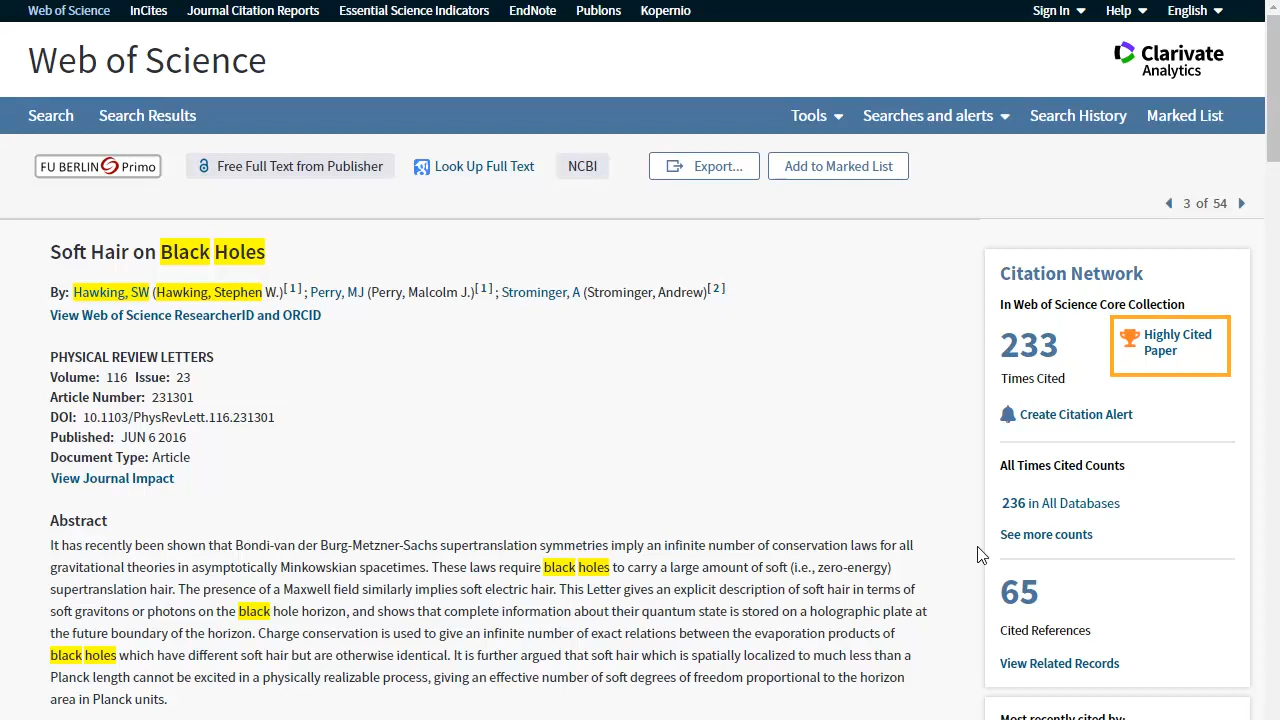 Web of Science InCites Journal Citation Reports Essential Science Indicators EndNote Publons Kopernio Sign In Help English
Web of Science
Clarivate
Analytics
Search Search Results Tools Searches and alerts Search History Marked List
FU BERLIN Primo Free Full Text from Publisher Look Up Full Text NCBI Export... Add to Marked List
3 of 54
Soft Hair on Black Holes
By: Hawking, SW (Hawking, Stephen W.)[ 1 ] ; Perry, MJ (Perry, Malcolm J.)[ 1 ] ; Strominger, A (Strominger, Andrew)[ 2 ]
View Web of Science ResearcherID and ORCID
PHYSICAL REVIEW LETTERS
Volume: 116 Issue: 23
Article Number: 231301
DOI: 10.1103/PhysRevLett.116.231301
Published: JUN 6 2016
Document Type: Article
View Journal Impact
Abstract
It has recently been shown that Bondi-van der Burg-Metzner-Sachs supertranslation symmetries imply an infinite number of conservation laws for all
gravitational theories in asymptotically Minkowskian spacetimes. These laws require black holes to carry a large amount of soft (i.e., zero-energy)
supertranslation hair. The presence of a Maxwell field similarly implies soft electric hair. This Letter gives an explicit description of soft hair in terms of
soft gravitons or photons on the black hole horizon, and shows that complete information about their quantum state is stored on a holographic plate at
the future boundary of the horizon. Charge conservation is used to give an infinite number of exact relations between the evaporation products of
black holes which have different soft hair but are otherwise identical. It is further argued that soft hair which is spatially localized to much less than a
Planck length cannot be excited in a physically realizable process, giving an effective number of soft degrees of freedom proportional to the horizon
area in Planck units.
Citation Network
In Web of Science Core Collection
233
Highly Cited
Paper
Times Cited
Create Citation Alert
All Times Cited Counts
236 in All Databases
See more counts
65
Cited References
View Related Records
Most recently cited by: